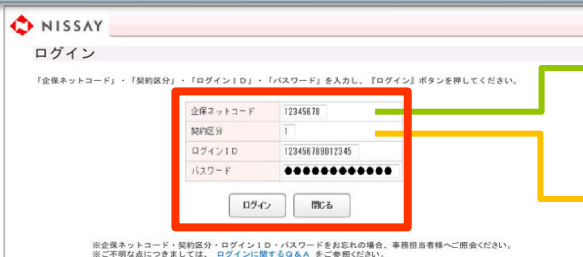 NISSAY
ログイン
「企保ネットコード」・「契約区分」・「ログインID」・「パスワード」を入力し、『ログイン』ボタンを押してください。
企保ネットコード 12345678
契約区分 1
ログインID 123456789012345
パスワード ●●●●●●●●●●●●
ログイン 閉じる
※企保ネットコード・契約区分・ログインID・パスワードをお忘れの場合、事務担当者様へご照会ください。
※ご不明な点につきましては、 ログインに関するQ&A をご参照ください。